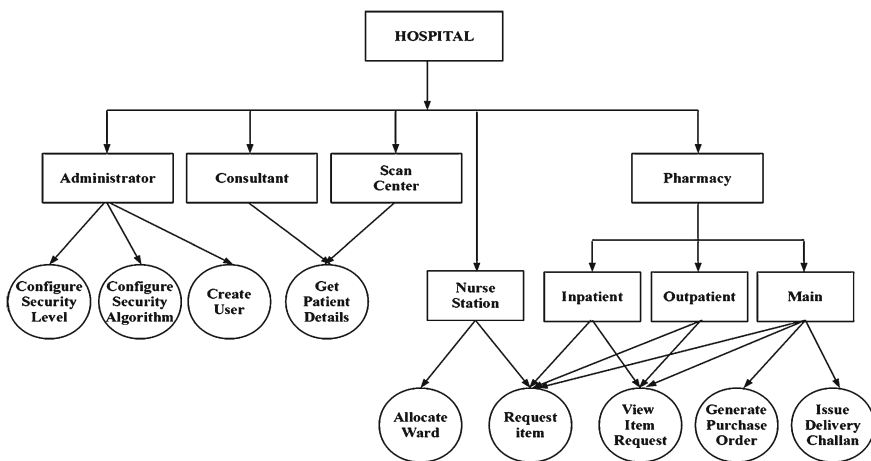 HOSPITAL
Administrator
Consultant
Scan
Center
Pharmacy
Configure
Security
Level
Configure
Security
Algorithm
Create
User
Get
Patient
Details
Nurse
Station
Inpatient
Outpatient
Main
Allocate
Ward
Request
item
View
Item
Request
Generate
Purchase
Order
Issue
Delivery
Challan